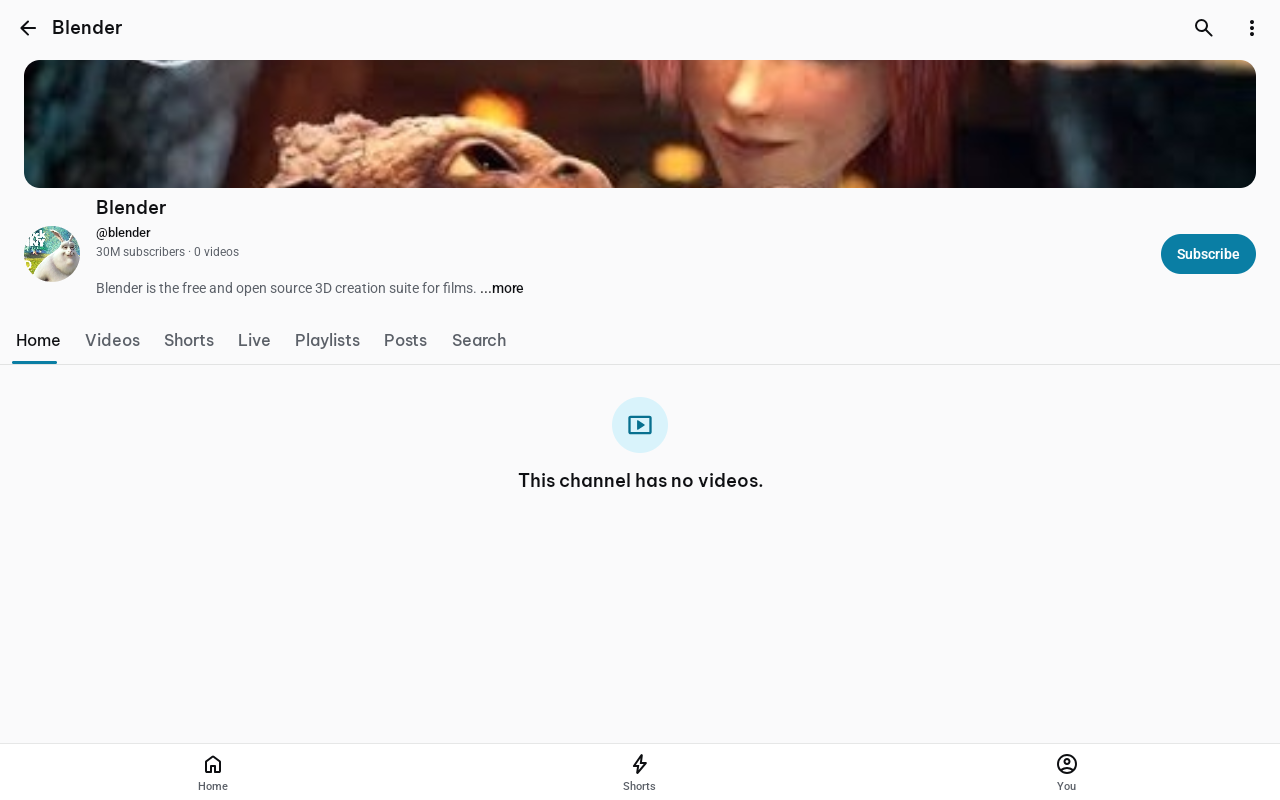 Blender
Blender
@blender
30M subscribers · 0 videos
Subscribe
Blender is the free and open source 3D creation suite for films. ...more
Home Videos Shorts Live Playlists Posts Search
This channel has no videos.
Home Shorts You